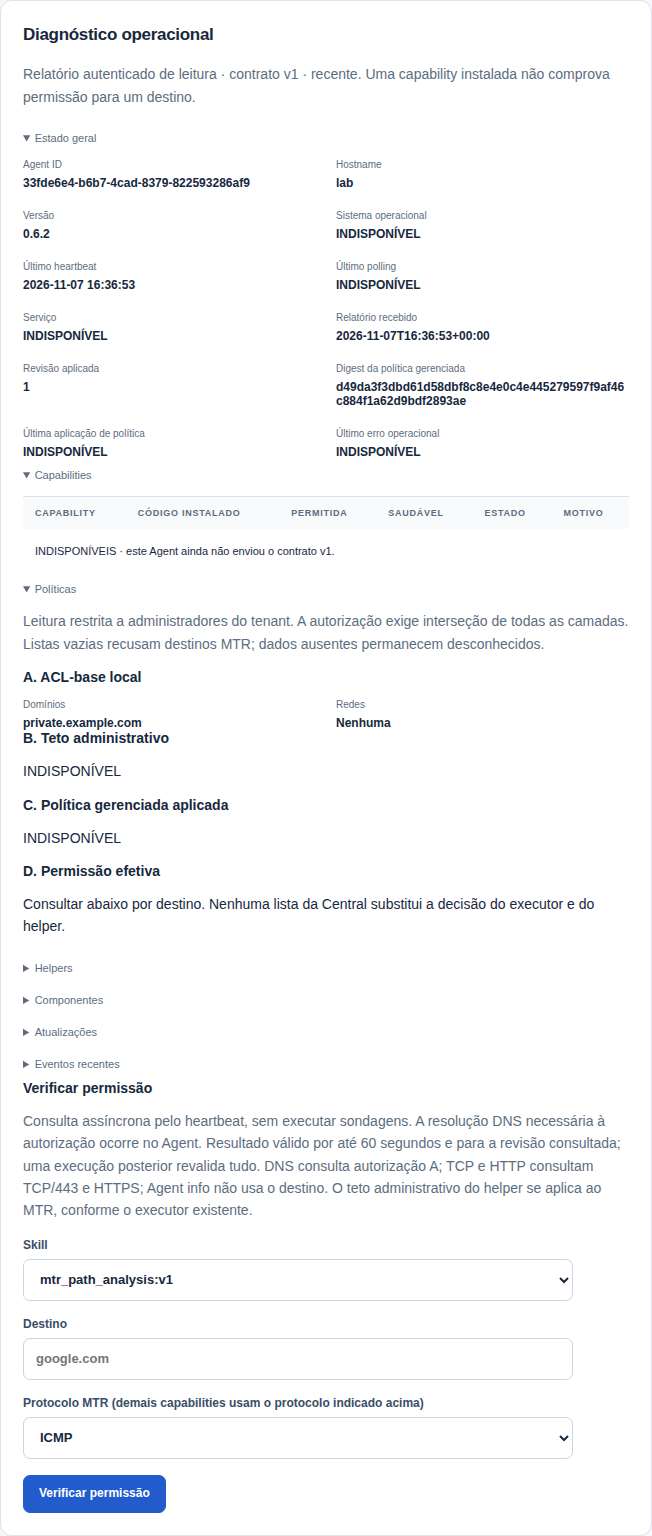 Diagnóstico operacional
Relatório autenticado de leitura · contrato v1 · recente. Uma capability instalada não comprova
permissão para um destino.
▼ Estado geral
Agent ID
33fde6e4-b6b7-4cad-8379-822593286af9
Hostname
lab
Versão
0.6.2
Sistema operacional
INDISPONÍVEL
Último heartbeat
2026-11-07 16:36:53
Último polling
INDISPONÍVEL
Serviço
INDISPONÍVEL
Relatório recebido
2026-11-07T16:36:53+00:00
Revisão aplicada
1
Digest da política gerenciada
d49da3f3dbd61d58dbf8c8e4e0c4e445279597f9af46
c884f1a62d9bdf2893ae
Última aplicação de política
INDISPONÍVEL
Último erro operacional
INDISPONÍVEL
▼ Capabilities
CAPABILITY CÓDIGO INSTALADO PERMITIDA SAUDÁVEL ESTADO MOTIVO
INDISPONÍVEIS · este Agent ainda não enviou o contrato v1.
▼ Políticas
Leitura restrita a administradores do tenant. A autorização exige interseção de todas as camadas.
Listas vazias recusam destinos MTR; dados ausentes permanecem desconhecidos.
A. ACL-base local
Domínios
private.example.com
Redes
Nenhuma
B. Teto administrativo
INDISPONÍVEL
C. Política gerenciada aplicada
INDISPONÍVEL
D. Permissão efetiva
Consultar abaixo por destino. Nenhuma lista da Central substitui a decisão do executor e do
helper.
▶ Helpers
▶ Componentes
▶ Atualizações
▶ Eventos recentes
Verificar permissão
Consulta assíncrona pelo heartbeat, sem executar sondagens. A resolução DNS necessária à
autorização ocorre no Agent. Resultado válido por até 60 segundos e para a revisão consultada;
uma execução posterior revalida tudo. DNS consulta autorização A; TCP e HTTP consultam
TCP/443 e HTTPS; Agent info não usa o destino. O teto administrativo do helper se aplica ao
MTR, conforme o executor existente.
Skill
mtr_path_analysis:v1
Destino
google.com
Protocolo MTR (demais capabilities usam o protocolo indicado acima)
ICMP
Verificar permissão